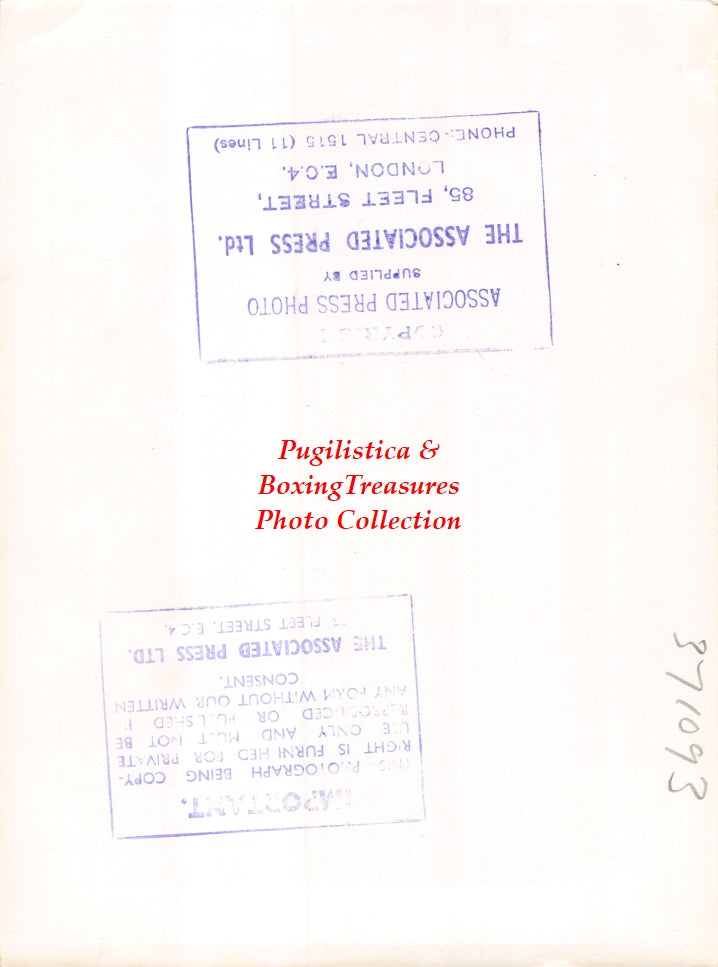 COPYRIG
ASSOCIATED PRESS PHOTO
SUPPLIED BY
THE ASSOCIATED PRESS Ltd.
85, FLEET STREET,
LONDON, E.C.4.
PHONE:- CENTRAL 1515 (11 Lines)
Pugilistica &
BoxingTreasures
Photo Collection
IMPORTANT.
THIS PHOTOGRAPH BEING COPY-
RIGHT IS FURNISHED FOR PRIVATE
USE ONLY AND MUST NOT BE
REPRODUCED OR PUBLISHED IN
ANY FORM WITHOUT OUR WRITTEN
CONSENT.
THE ASSOCIATED PRESS LTD.
FLEET STREET, E.C.4.
371093